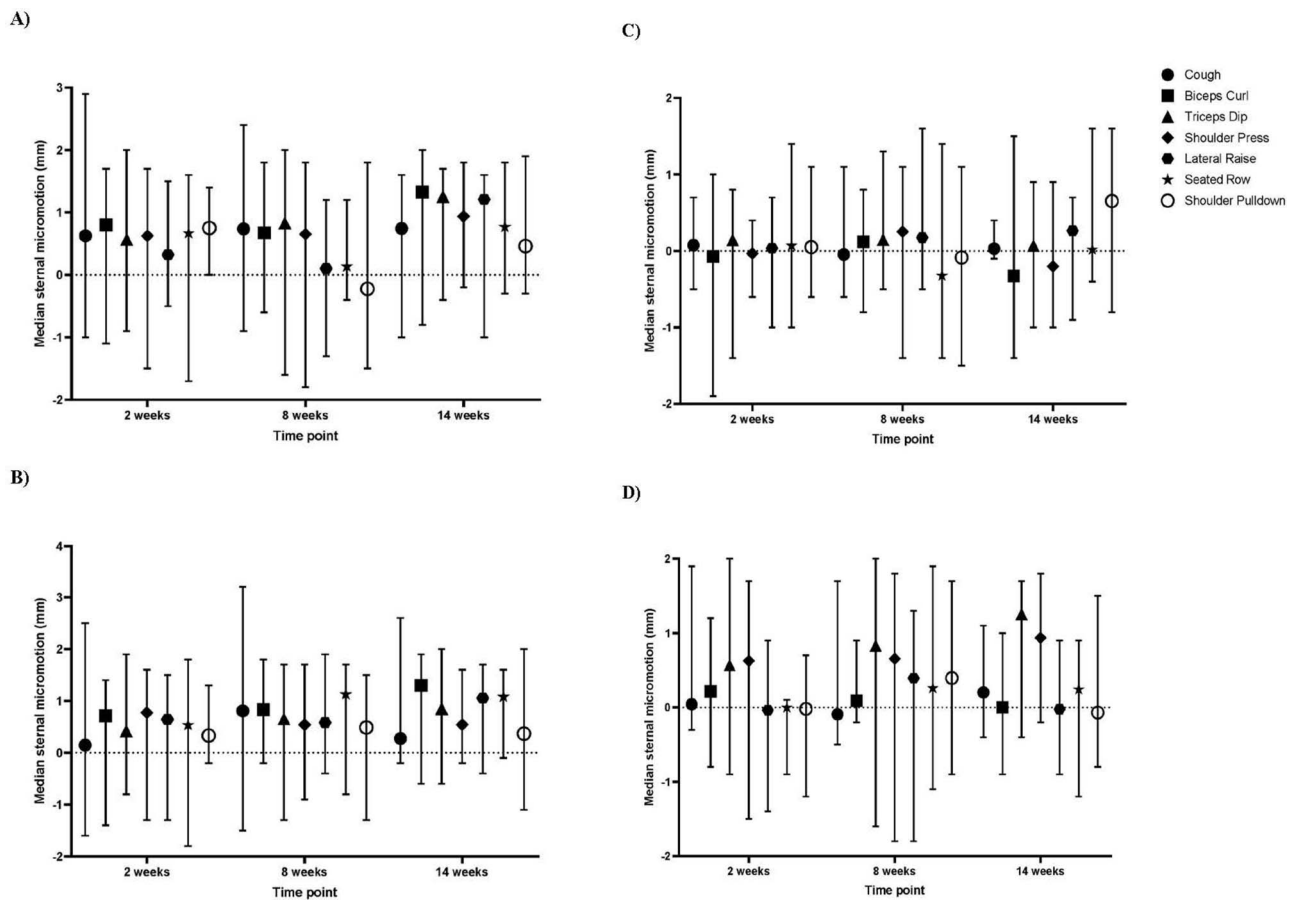 A)
Median sternal micromotion (mm)
3
2
1
0
-1
-2
2 weeks
8 weeks
14 weeks
Time point
B)
Median sternal micromotion (mm)
4
3
2
1
0
-1
-2
2 weeks
8 weeks
14 weeks
Time point
C)
Median sternal micromotion (mm)
2
1
0
-1
-2
2 weeks
8 weeks
14 weeks
Time point
Cough
Biceps Curl
Triceps Dip
Shoulder Press
Lateral Raise
Seated Row
Shoulder Pulldown
D)
Median sternal micromotion (mm)
2
1
0
-1
-2
2 weeks
8 weeks
14 weeks
Time point